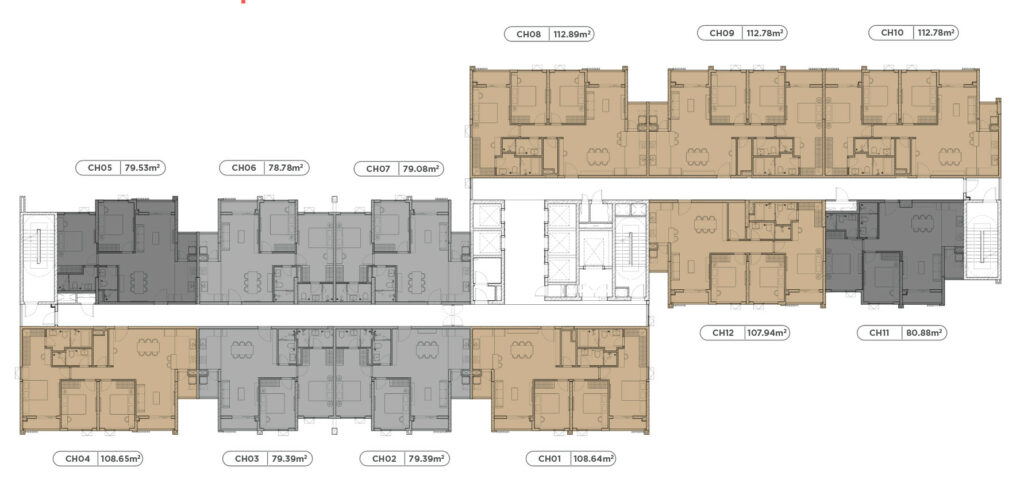 CH08 112.89m²
CH09 112.78m²
CH10 112.78m²
CH05 79.53m²
CH06 78.78m²
CH07 79.08m²
CH12 107.94m²
CH11 80.88m²
CH04 108.65m²
CH03 79.39m²
CH02 79.39m²
CH01 108.64m²